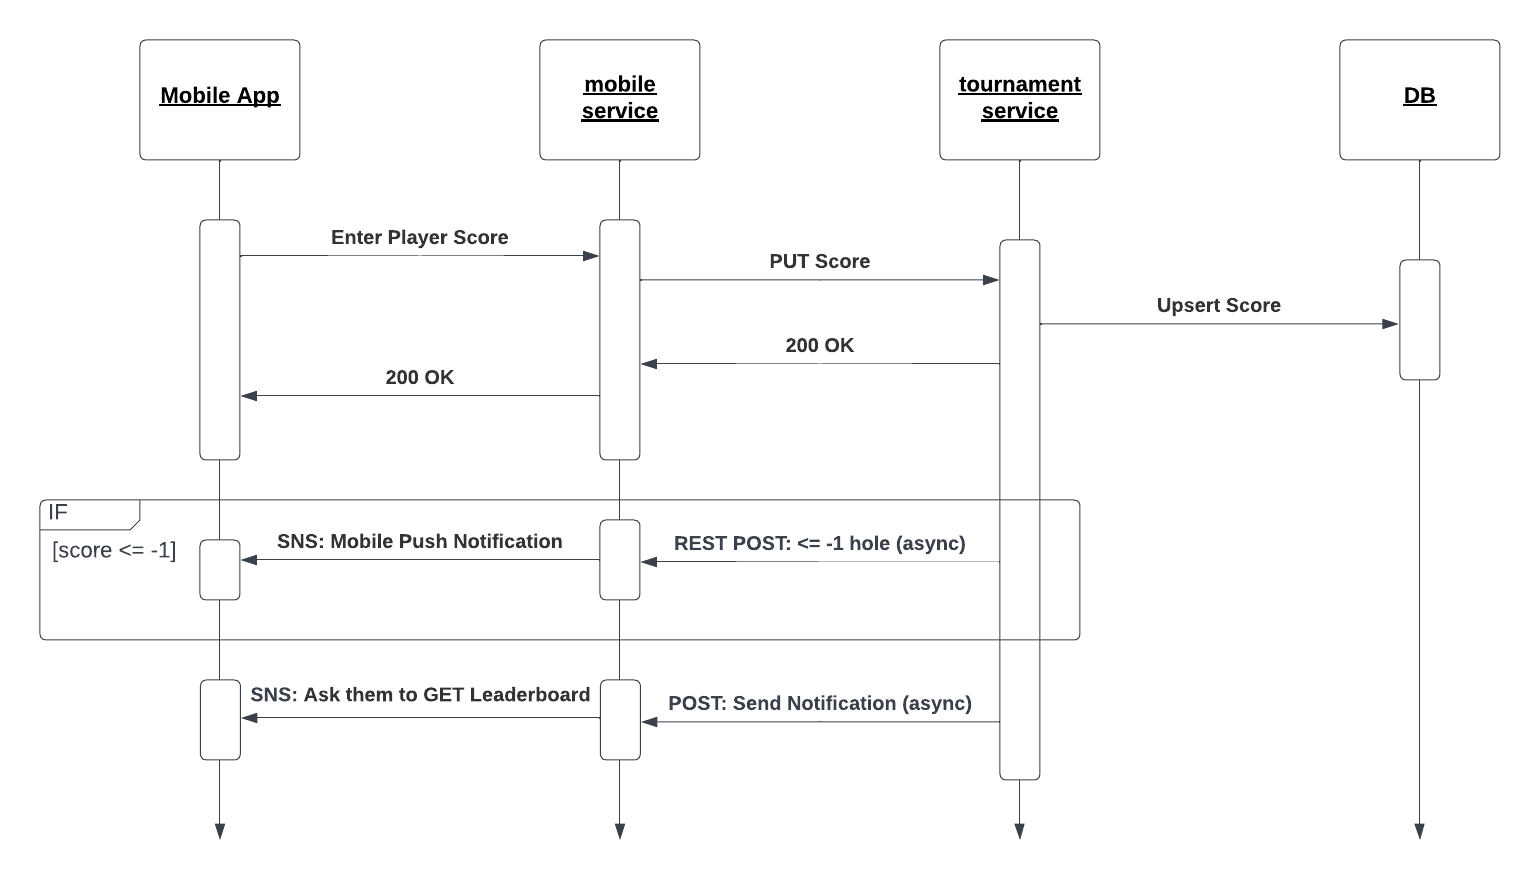 Mobile App
mobile
service
tournament
service
DB
Enter Player Score
PUT Score
Upsert Score
200 OK
200 OK
IF
[score <= -1]
SNS: Mobile Push Notification
REST POST: <= -1 hole (async)
SNS: Ask them to GET Leaderboard
POST: Send Notification (async)